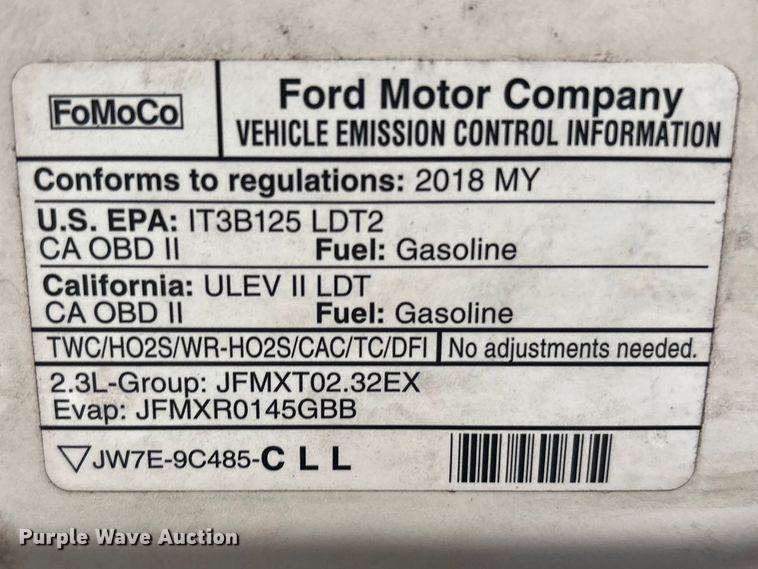 FoMoCo
Ford Motor Company
VEHICLE EMISSION CONTROL INFORMATION
Conforms to regulations: 2018 MY
U.S. EPA: IT3B125 LDT2
CA OBD II Fuel: Gasoline
California: ULEV II LDT
CA OBD II Fuel: Gasoline
TWC/HO2S/WR-HO2S/CAC/TC/DFI No adjustments needed.
2.3L-Group: JFMXT02.32EX
Evap: JFMXR0145GBB
▽JW7E-9C485-C L L
Purple Wave Auction